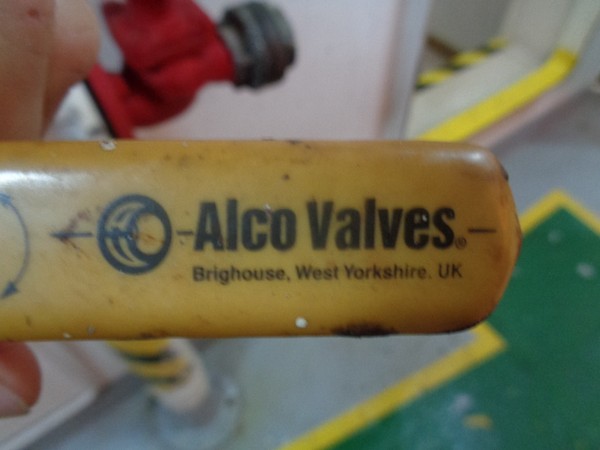 Alco Valves®
Brighouse, West Yorkshire. UK